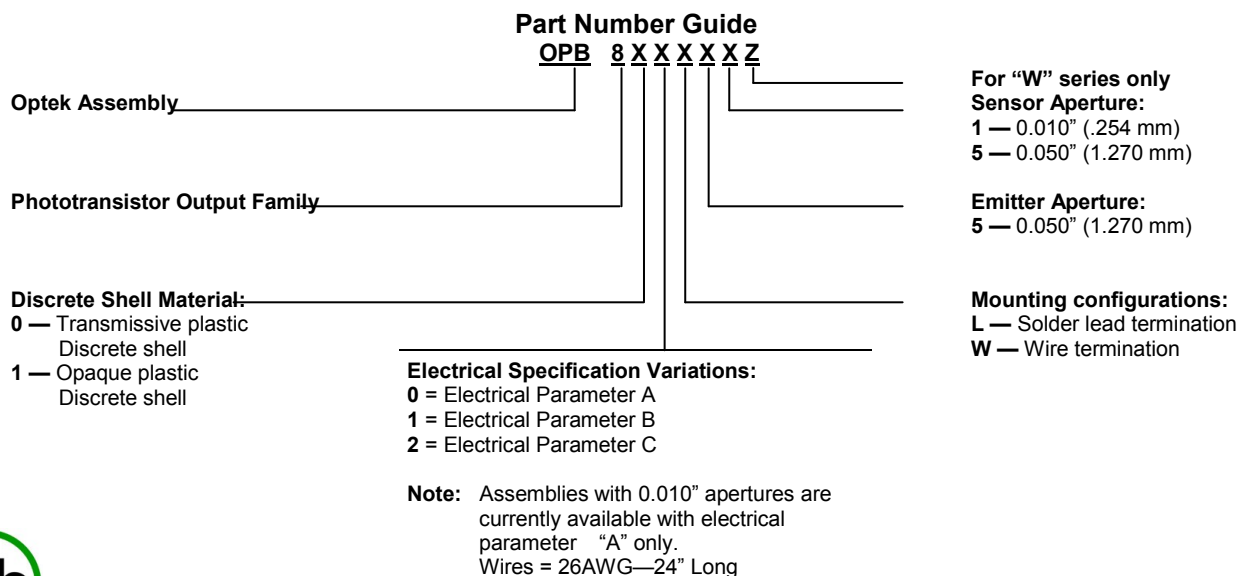 Part Number Guide
OPB 8 X X X X X Z
Optek Assembly
Phototransistor Output Family
Discrete Shell Material:
0 — Transmissive plastic
Discrete shell
1 — Opaque plastic
Discrete shell
Electrical Specification Variations:
0 = Electrical Parameter A
1 = Electrical Parameter B
2 = Electrical Parameter C
Note: Assemblies with 0.010” apertures are
currently available with electrical
parameter “A” only.
Wires = 26AWG—24” Long
For “W” series only
Sensor Aperture:
1 — 0.010” (.254 mm)
5 — 0.050” (1.270 mm)
Emitter Aperture:
5 — 0.050” (1.270 mm)
Mounting configurations:
L — Solder lead termination
W — Wire termination